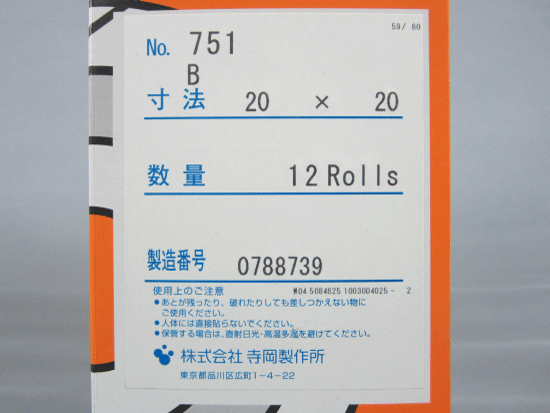 59/ 60
No. 751
B
寸法 20 × 20
数量 12Rolls
製造番号 0788739
使用上のご注意 W04 5084625 1003004025 - 2
●あとが残ったり、破れたりしても差しつかえない物に
ご使用ください。
●人体には直接貼らないでください。
●保管する場合は、直射日光・高温多湿を避けてください。
株式会社 寺岡製作所
東京都品川区広町1-4-22